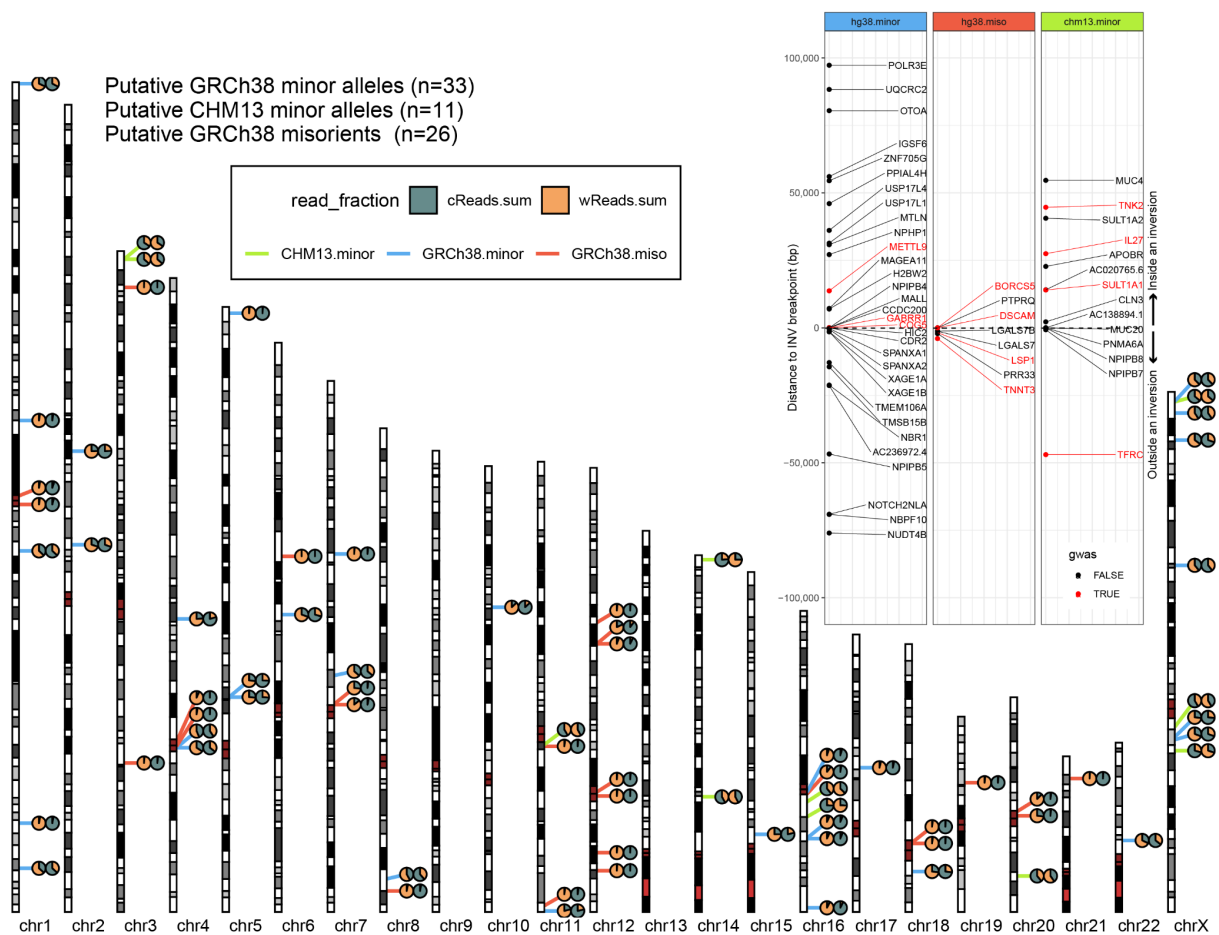 hg38.minor
hg38.miso
chm13.minor
Putative GRCh38 minor alleles (n=33)
Putative CHM13 minor alleles (n=11)
Putative GRCh38 misorients (n=26)
read_fraction
cReads.sum
wReads.sum
CHM13.minor
GRCh38.minor
GRCh38.miso
Distance to INV breakpoint (bp)
100,000
50,000
0
−50,000
−100,000
POLR3E
UQCRC2
OTOA
IGSF6
ZNF705G
PPIAL4H
USP17L4
USP17L1
MTLN
NPHP1
METTL9
MAGEA11
H2BW2
NPIPB4
MALL
CCDC200
GABRR1
COG5
HIC2
CDR2
SPANXA1
SPANXA2
XAGE1A
XAGE1B
TMEM106A
TMSB15B
NBR1
AC236972.4
NPIPB5
NOTCH2NLA
NBPF10
NUDT4B
BORCS5
PTPRQ
DSCAM
LGALS7B
LGALS7
LSP1
PRR33
TNNT3
MUC4
TNK2
SULT1A2
IL27
APOBR
AC020765.6
SULT1A1
CLN3
AC138894.1
MUC20
PNMA6A
NPIPB8
NPIPB7
TFRC
Inside an inversion
Outside an inversion
gwas
FALSE
TRUE
chr1
chr2
chr3
chr4
chr5
chr6
chr7
chr8
chr9
chr10
chr11
chr12
chr13
chr14
chr15
chr16
chr17
chr18
chr19
chr20
chr21
chr22
chrX